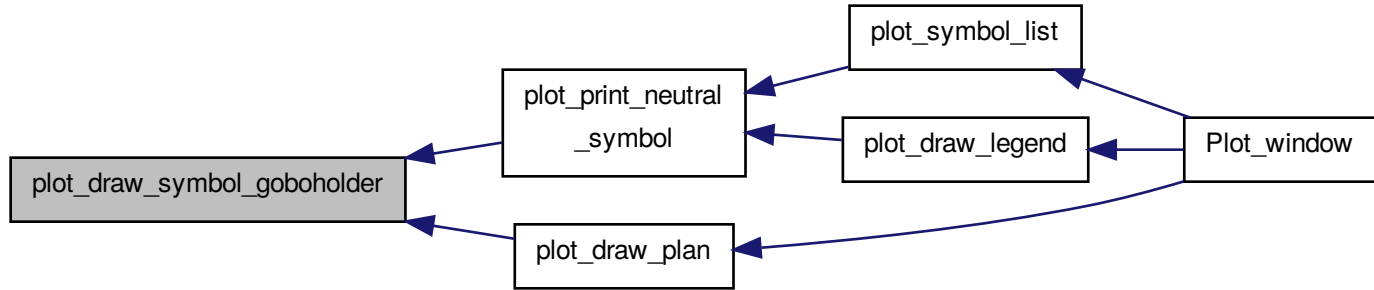 plot_draw_symbol_goboholder
plot_print_neutral
_symbol
plot_symbol_list
plot_draw_legend
Plot_window
plot_draw_plan